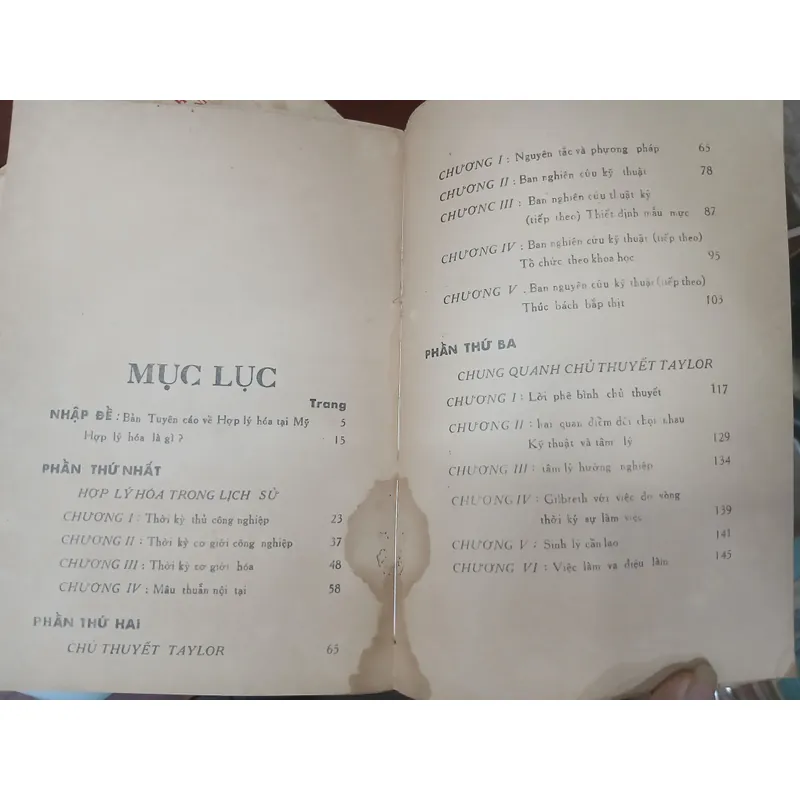 MỤC LỤC
Trang
NHẬP ĐỀ : Bản Tuyên cáo về Hợp lý hóa tại Mỹ 5
Hợp lý hóa là gì ? 15
PHẦN THỨ NHẤT
HỢP LÝ HÓA TRONG LỊCH SỬ
CHƯƠNG I : Thời kỳ thủ công nghiệp 23
CHƯƠNG II : Thời kỳ cơ giới công nghiệp 37
CHƯƠNG III : Thời kỳ cơ giới hóa 48
CHƯƠNG IV : Mâu thuẫn nội tại 58
PHẦN THỨ HAI
CHỦ THUYẾT TAYLOR 65
CHƯƠNG I : Nguyên tắc và phương pháp 65
CHƯƠNG II : Ban nghiên cứu kỹ thuật 78
CHƯƠNC III : Ban nghiên cứu thuật kỹ
(tiếp theo) Thiết định mẫu mực 87
CHƯƠNG IV : Ban nghiên cứu kỹ thuật (tiếp theo)
Tổ chức theo khoa học 95
CHƯƠNG V . Ban nguyên cứu kỹ thuật (tiếp theo)
Thúc bách bắp thịt 103
PHẦN THỨ BA
CHUNG QUANH CHỦ THUYẾT TAYLOR
CHƯƠNG I : Lời phê bình chủ thuyết 117
CHƯƠNG II : hai quan điểm đối thọi nhau
Kỹ thuật và tâm lý 129
CHƯƠNG III : tâm lý hướng nghiệp 134
CHƯƠNG IV : Gilbreth với việc đo vòng
thời kỷ sự làm việc 139
CHƯƠNG V : Sinh lý cần lao 141
CHƯƠNG VI : Việc làm và điệu làm 145